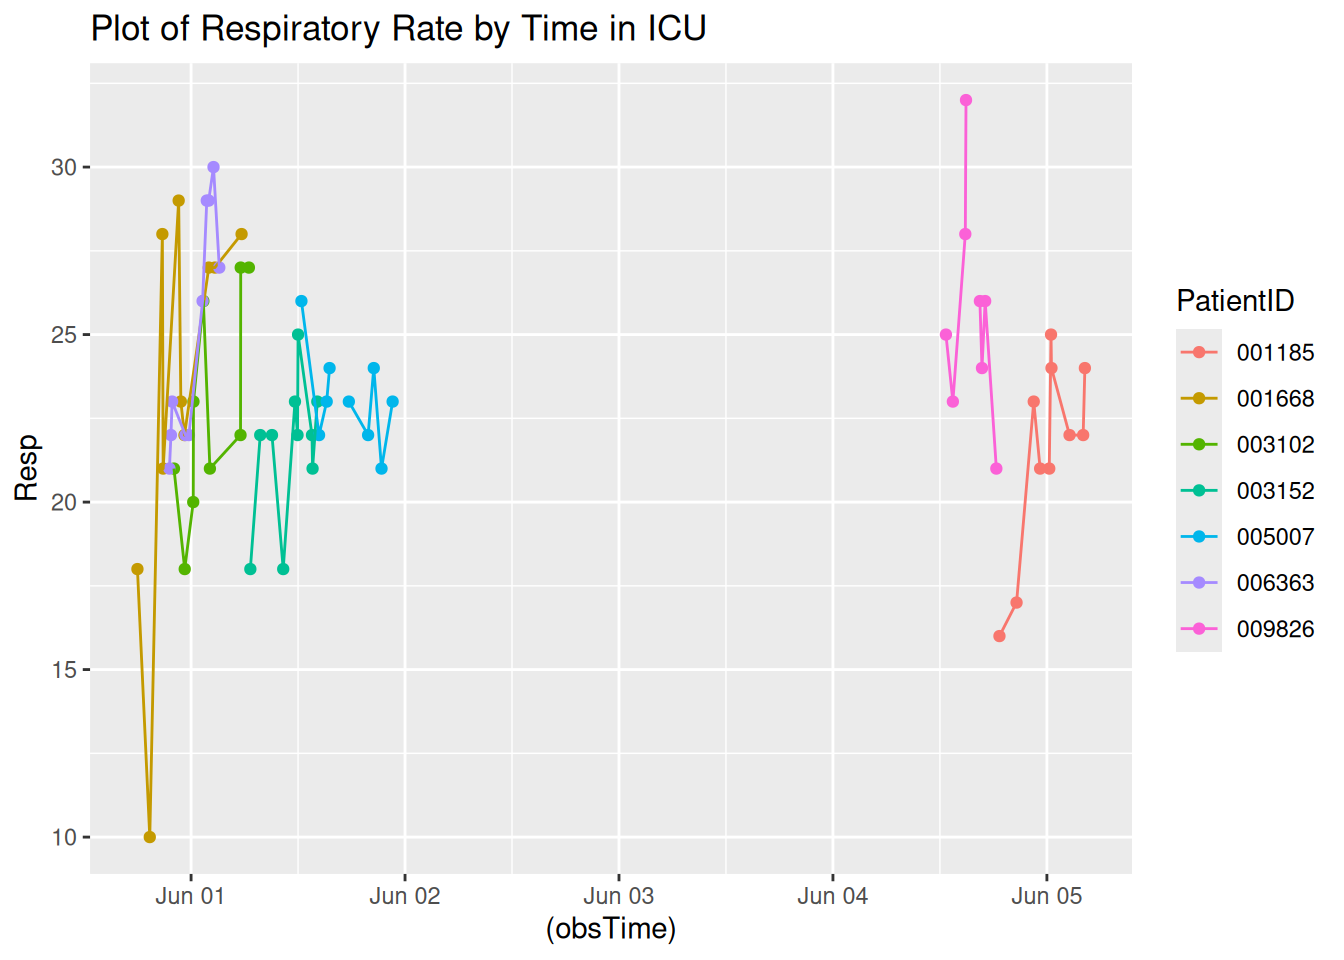 Plot of Respiratory Rate by Time in ICU
Resp
30
25
20
15
10
Jun 01
Jun 02
Jun 03
Jun 04
Jun 05
(obsTime)
PatientID
001185
001668
003102
003152
005007
006363
009826